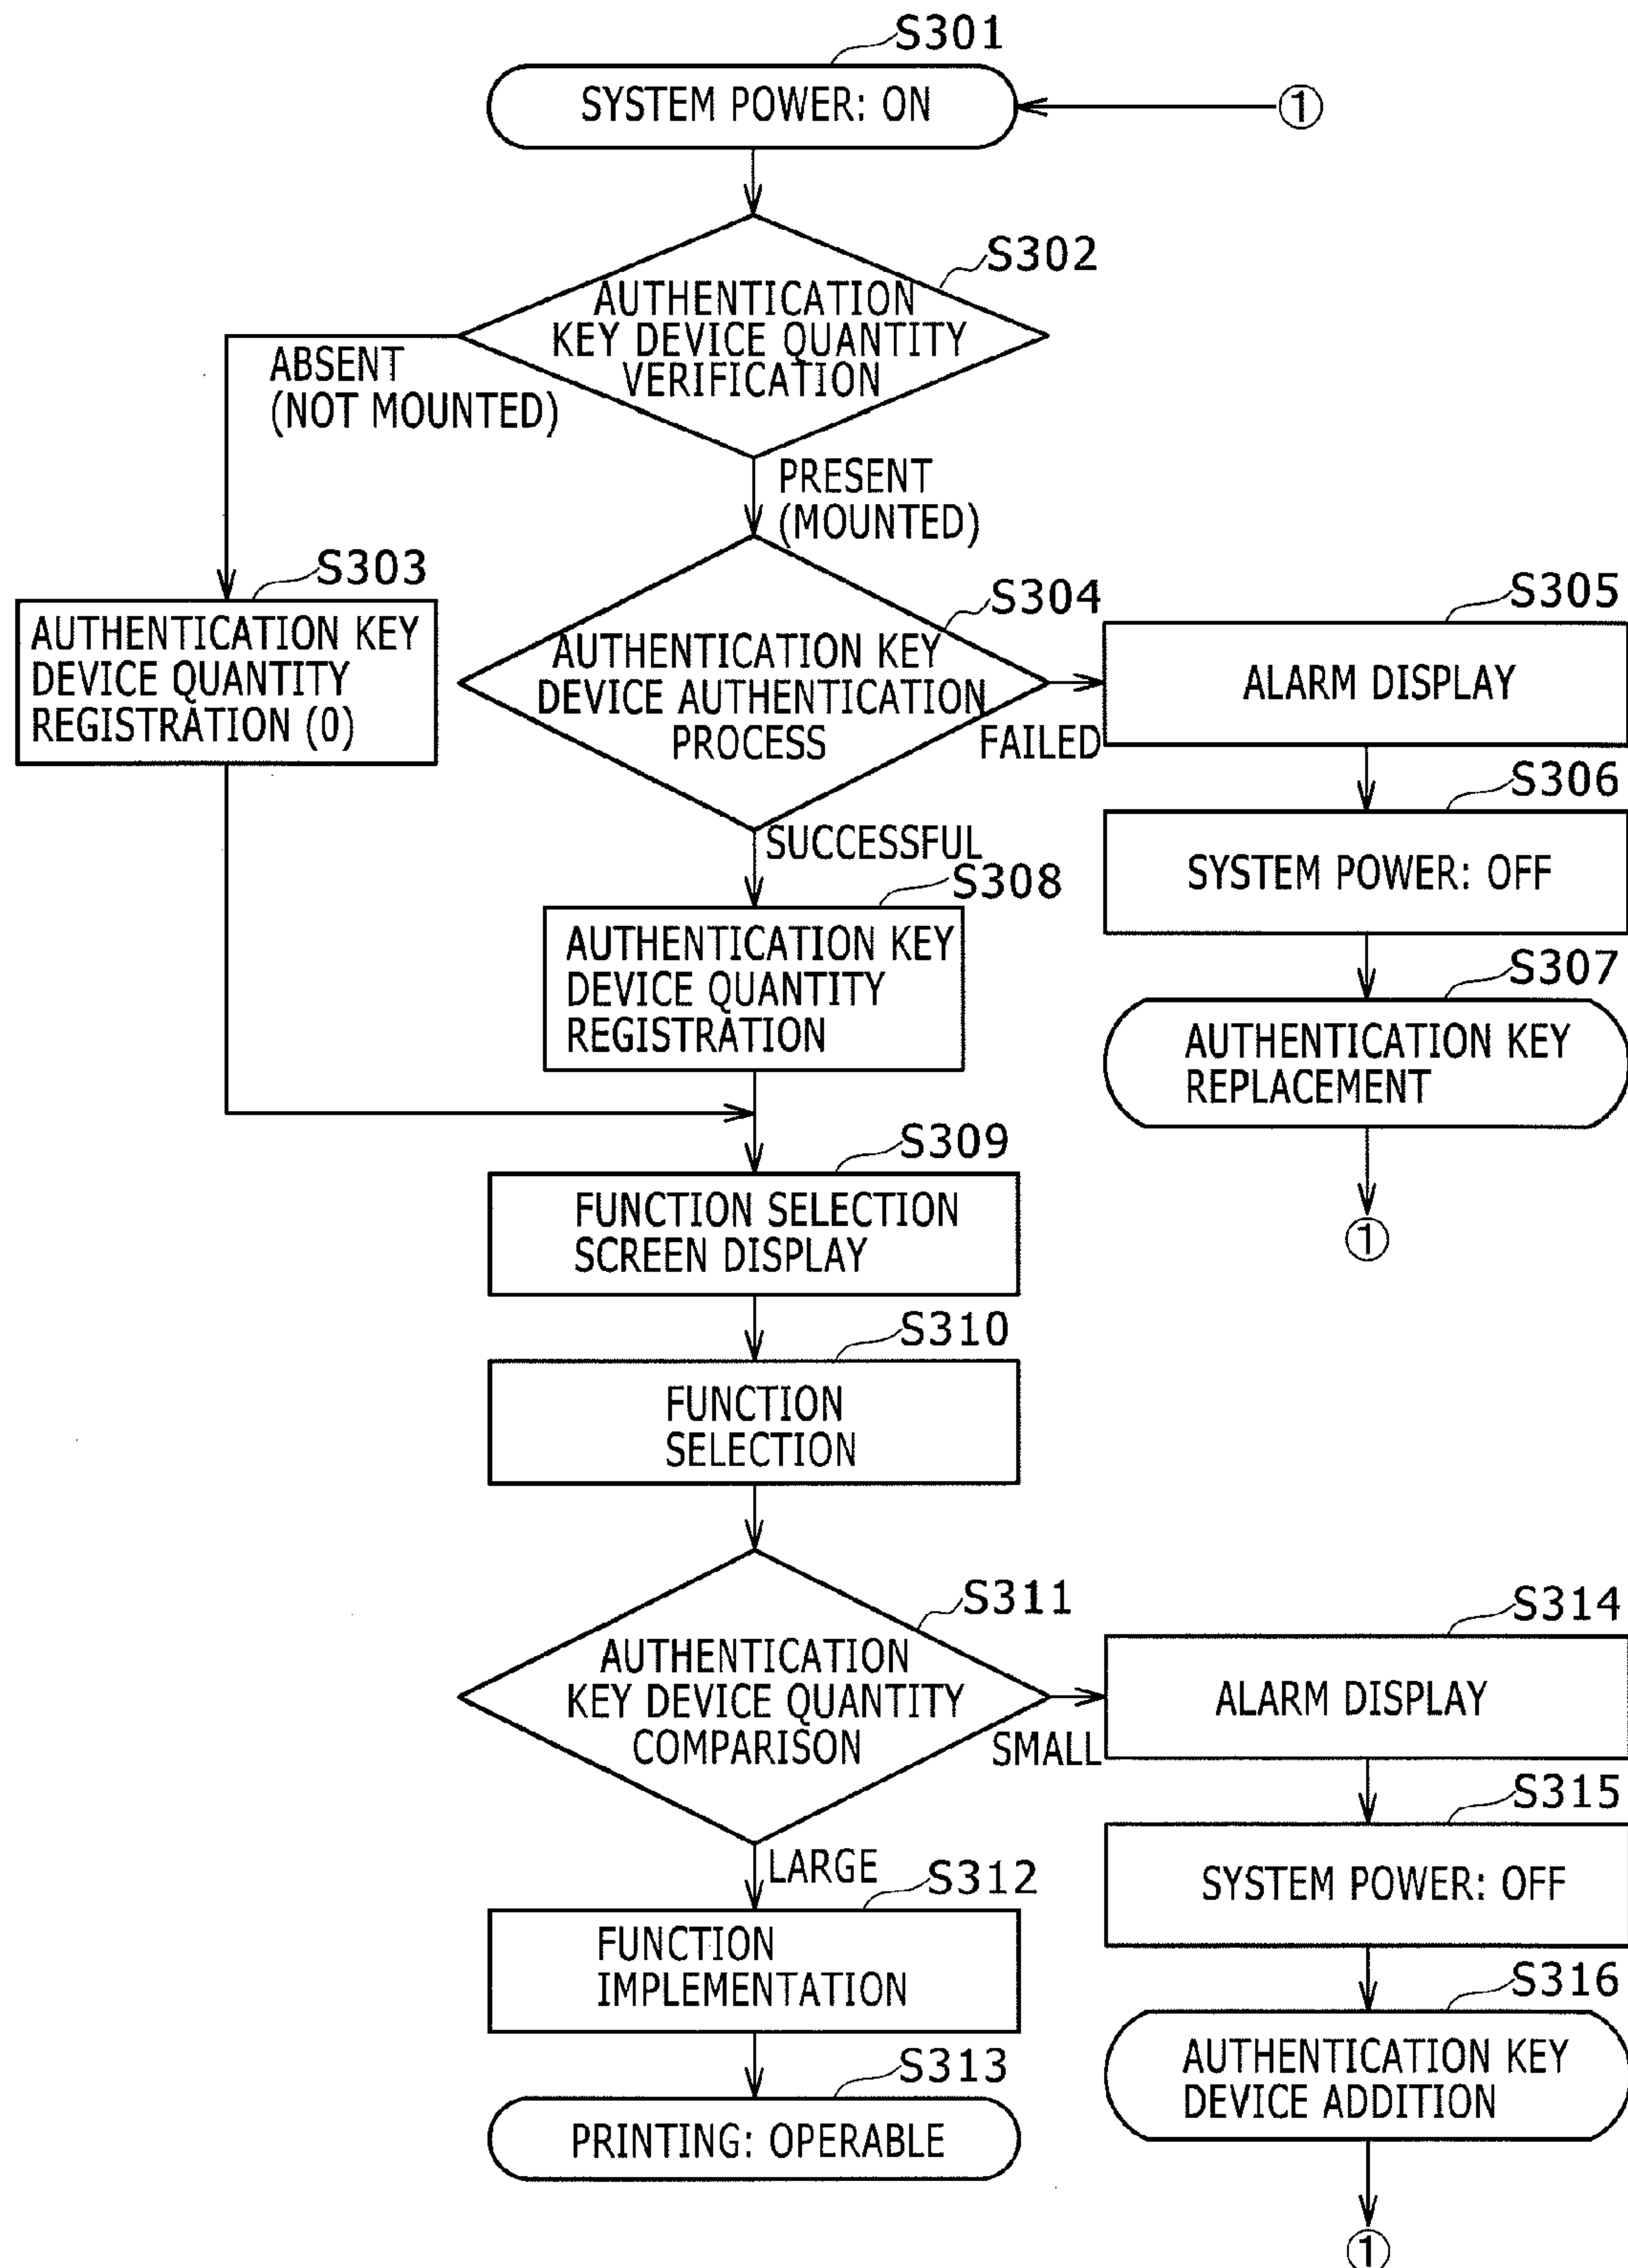 S301
SYSTEM POWER: ON
①
S302
AUTHENTICATION
KEY DEVICE QUANTITY
VERIFICATION
ABSENT
(NOT MOUNTED)
PRESENT
(MOUNTED)
S303
AUTHENTICATION KEY
DEVICE QUANTITY
REGISTRATION (0)
S304
AUTHENTICATION KEY
DEVICE AUTHENTICATION
PROCESS
FAILED
S305
ALARM DISPLAY
S306
SYSTEM POWER: OFF
S307
AUTHENTICATION KEY
REPLACEMENT
①
SUCCESSFUL
S308
AUTHENTICATION KEY
DEVICE QUANTITY
REGISTRATION
S309
FUNCTION SELECTION
SCREEN DISPLAY
S310
FUNCTION
SELECTION
S311
AUTHENTICATION
KEY DEVICE QUANTITY
COMPARISON
SMALL
LARGE
S312
FUNCTION
IMPLEMENTATION
S313
PRINTING: OPERABLE
S314
ALARM DISPLAY
S315
SYSTEM POWER: OFF
S316
AUTHENTICATION KEY
DEVICE ADDITION
①